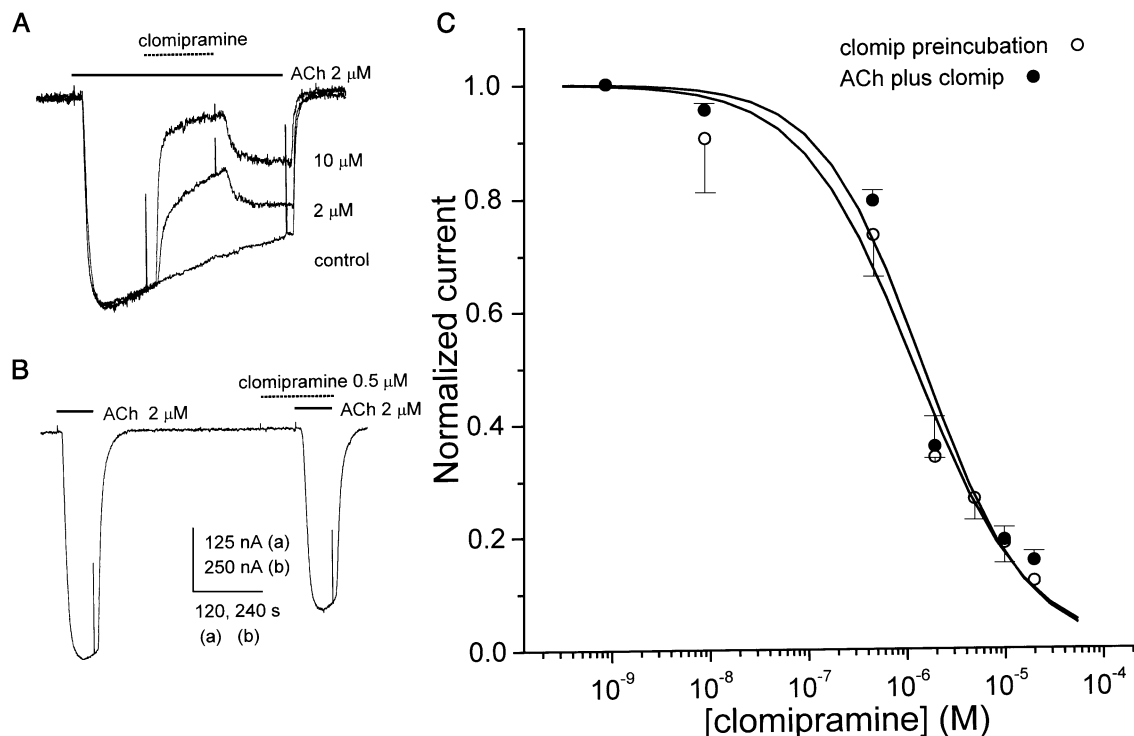 A
clomipramine
ACh 2 μM
10 μM
2 μM
control
B
clomipramine 0.5 μM
ACh 2 μM
ACh 2 μM
125 nA (a)
250 nA (b)
120, 240 s
(a) (b)
C
clomip preincubation
ACh plus clomip
Normalized current
1.0
0.8
0.6
0.4
0.2
0.0
10⁻⁹ 10⁻⁸ 10⁻⁷ 10⁻⁶ 10⁻⁵ 10⁻⁴
[clomipramine] (M)